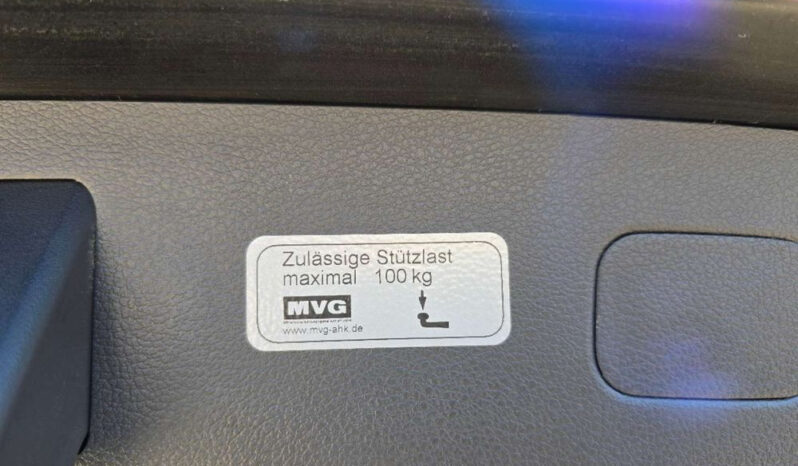 Zulässige Stützlast
maximal 100 kg
MVG
www.mvg-ahk.de